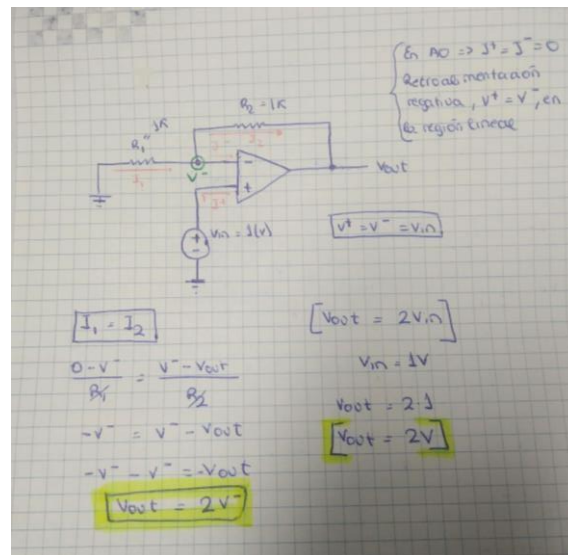 En AO => I⁺ = I⁻ = 0
Retroalimentación
negativa, V⁺ = V⁻, en
la región lineal
R₂ = 1K
R₁ = 1K
I₂
I⁻
I₁
V⁻
I⁺
-
+
Vout
+
-
Vin = 1(V)
V⁺ = V⁻ = Vin
I₁ = I₂
0 - V⁻ / R₁ = V⁻ - Vout / R₂
-V⁻ = V⁻ - Vout
-V⁻ - V⁻ = -Vout
Vout = 2V⁻
[Vout = 2Vin]
Vin = 1V
Vout = 2·1
[Vout = 2V]